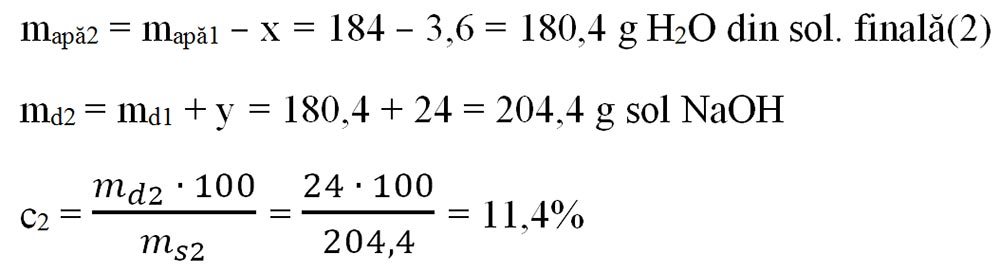 mapă2 = mapă1 – x = 184 – 3,6 = 180,4 g H2O din sol. finală(2)
md2 = md1 + y = 180,4 + 24 = 204,4 g sol NaOH
c2 = md2 · 100 / ms2 = 24 · 100 / 204,4 = 11,4%